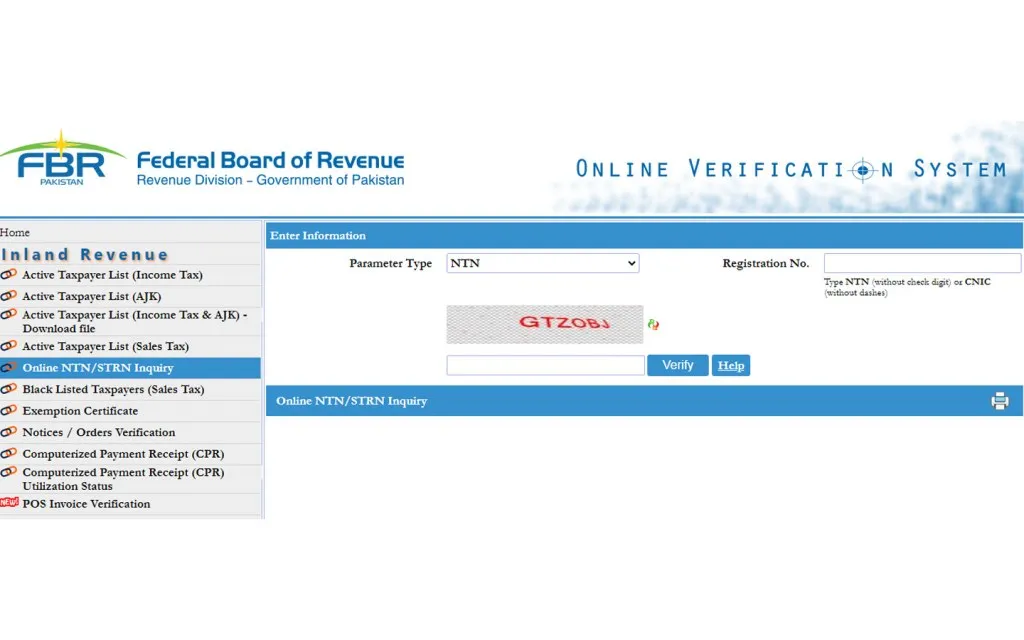 FBR
PAKISTAN
Federal Board of Revenue
Revenue Division – Government of Pakistan
ONLINE VERIFICATION SYSTEM
Home
Inland Revenue
Active Taxpayer List (Income Tax)
Active Taxpayer List (AJK)
Active Taxpayer List (Income Tax & AJK) -
Download file
Active Taxpayer List (Sales Tax)
Online NTN/STRN Inquiry
Black Listed Taxpayers (Sales Tax)
Exemption Certificate
Notices / Orders Verification
Computerized Payment Receipt (CPR)
Computerized Payment Receipt (CPR)
Utilization Status
NEW! POS Invoice Verification
Enter Information
Parameter Type NTN
Registration No.
Type NTN (without check digit) or CNIC
(without dashes)
GTZOBJ
Verify Help
Online NTN/STRN Inquiry